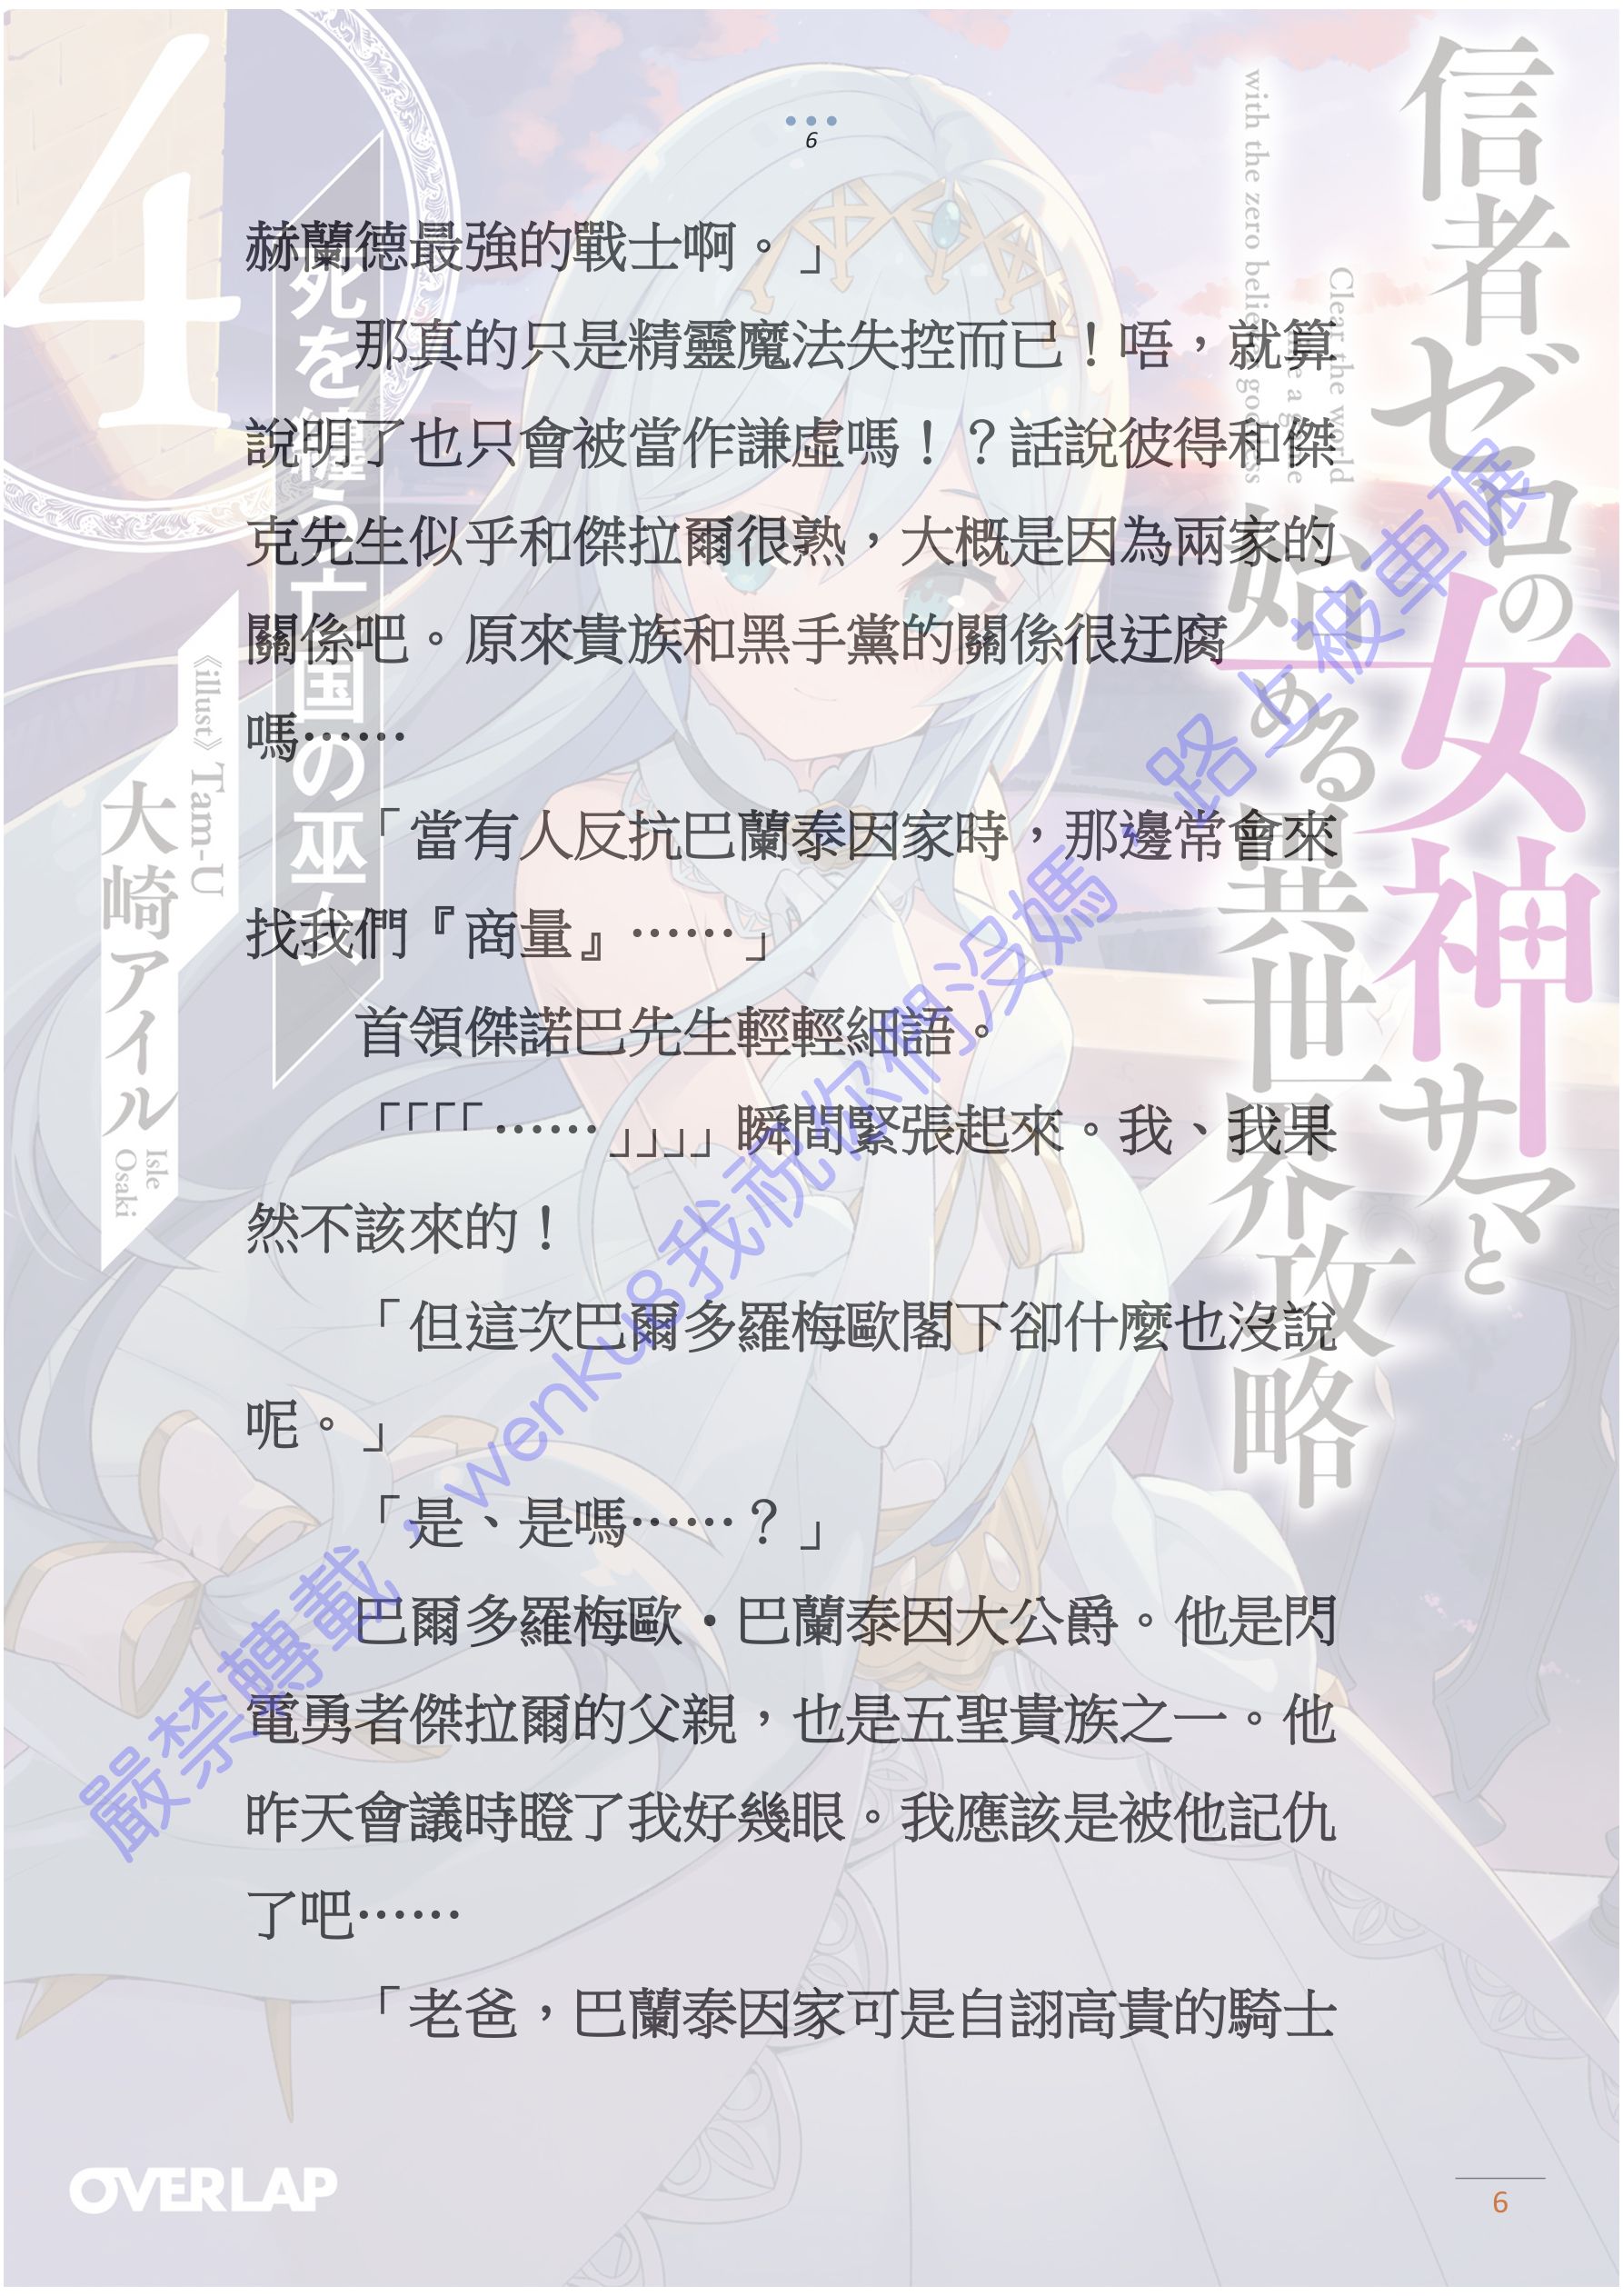 6
赫蘭德最強的戰士啊。」
那真的只是精靈魔法失控而已！唔，就算
說明了也只會被當作謙虛嗎！？話說彼得和傑
克先生似乎和傑拉爾很熟，大概是因為兩家的
關係吧。原來貴族和黑手黨的關係很迂腐
嗎……
「當有人反抗巴蘭泰因家時，那邊常會來
找我們『商量』……」
首領傑諾巴先生輕輕細語。
「「「「……」」」」瞬間緊張起來。我、我果
然不該來的！
「但這次巴爾多羅梅歐閣下卻什麼也沒說
呢。」
「是、是嗎……？」
巴爾多羅梅歐・巴蘭泰因大公爵。他是閃
電勇者傑拉爾的父親，也是五聖貴族之一。他
昨天會議時瞪了我好幾眼。我應該是被他記仇
了吧……
「老爸，巴蘭泰因家可是自詡高貴的騎士
6
嚴禁轉載，wenku8我祝你們沒媽，路上被車碾
信者ゼロの女神サマと
始める異世界攻略
Clear the world
like a game
with the zero believer goddess
4
死を纏う亡国の巫女
《illust》Tam-U
大崎アイル
Isle
Osaki
OVERLAP